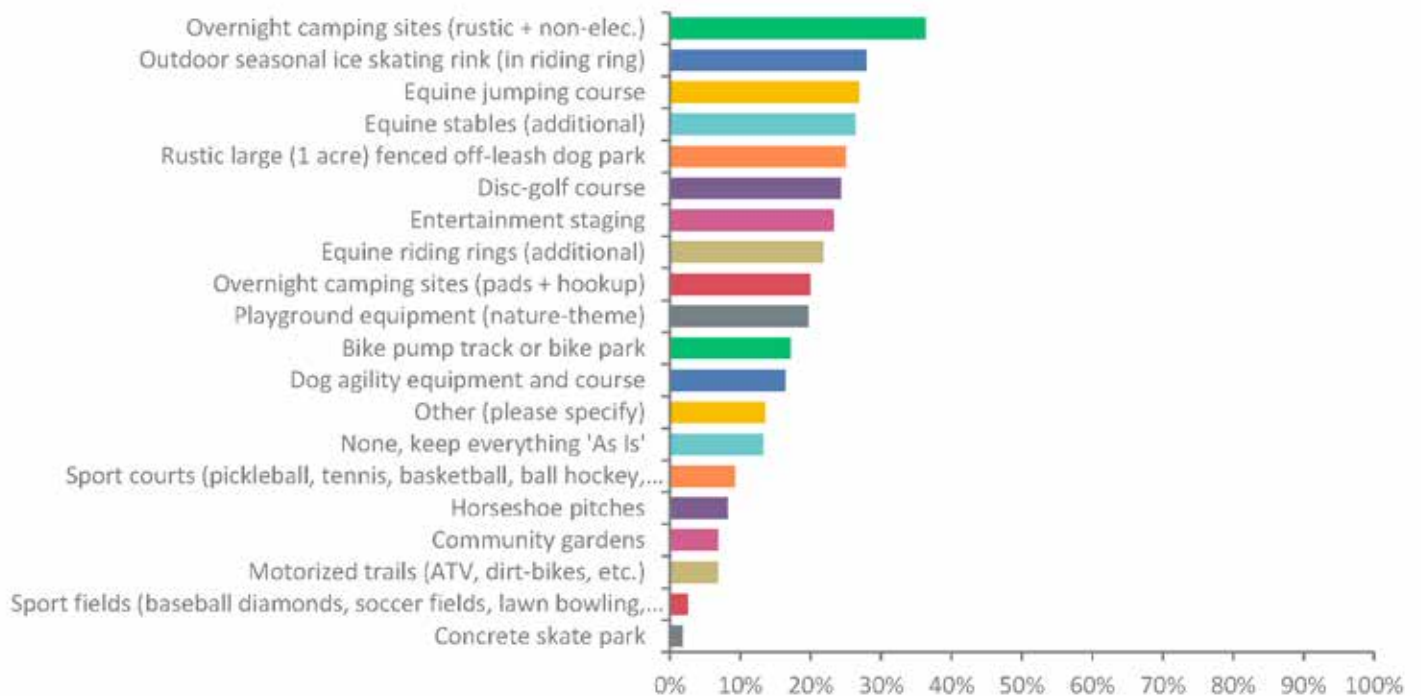 Overnight camping sites (rustic + non-elec.)
Outdoor seasonal ice skating rink (in riding ring)
Equine jumping course
Equine stables (additional)
Rustic large (1 acre) fenced off-leash dog park
Disc-golf course
Entertainment staging
Equine riding rings (additional)
Overnight camping sites (pads + hookup)
Playground equipment (nature-theme)
Bike pump track or bike park
Dog agility equipment and course
Other (please specify)
None, keep everything 'As Is'
Sport courts (pickleball, tennis, basketball, ball hockey,...
Horseshoe pitches
Community gardens
Motorized trails (ATV, dirt-bikes, etc.)
Sport fields (baseball diamonds, soccer fields, lawn bowling,...
Concrete skate park
0% 10% 20% 30% 40% 50% 60% 70% 80% 90% 100%